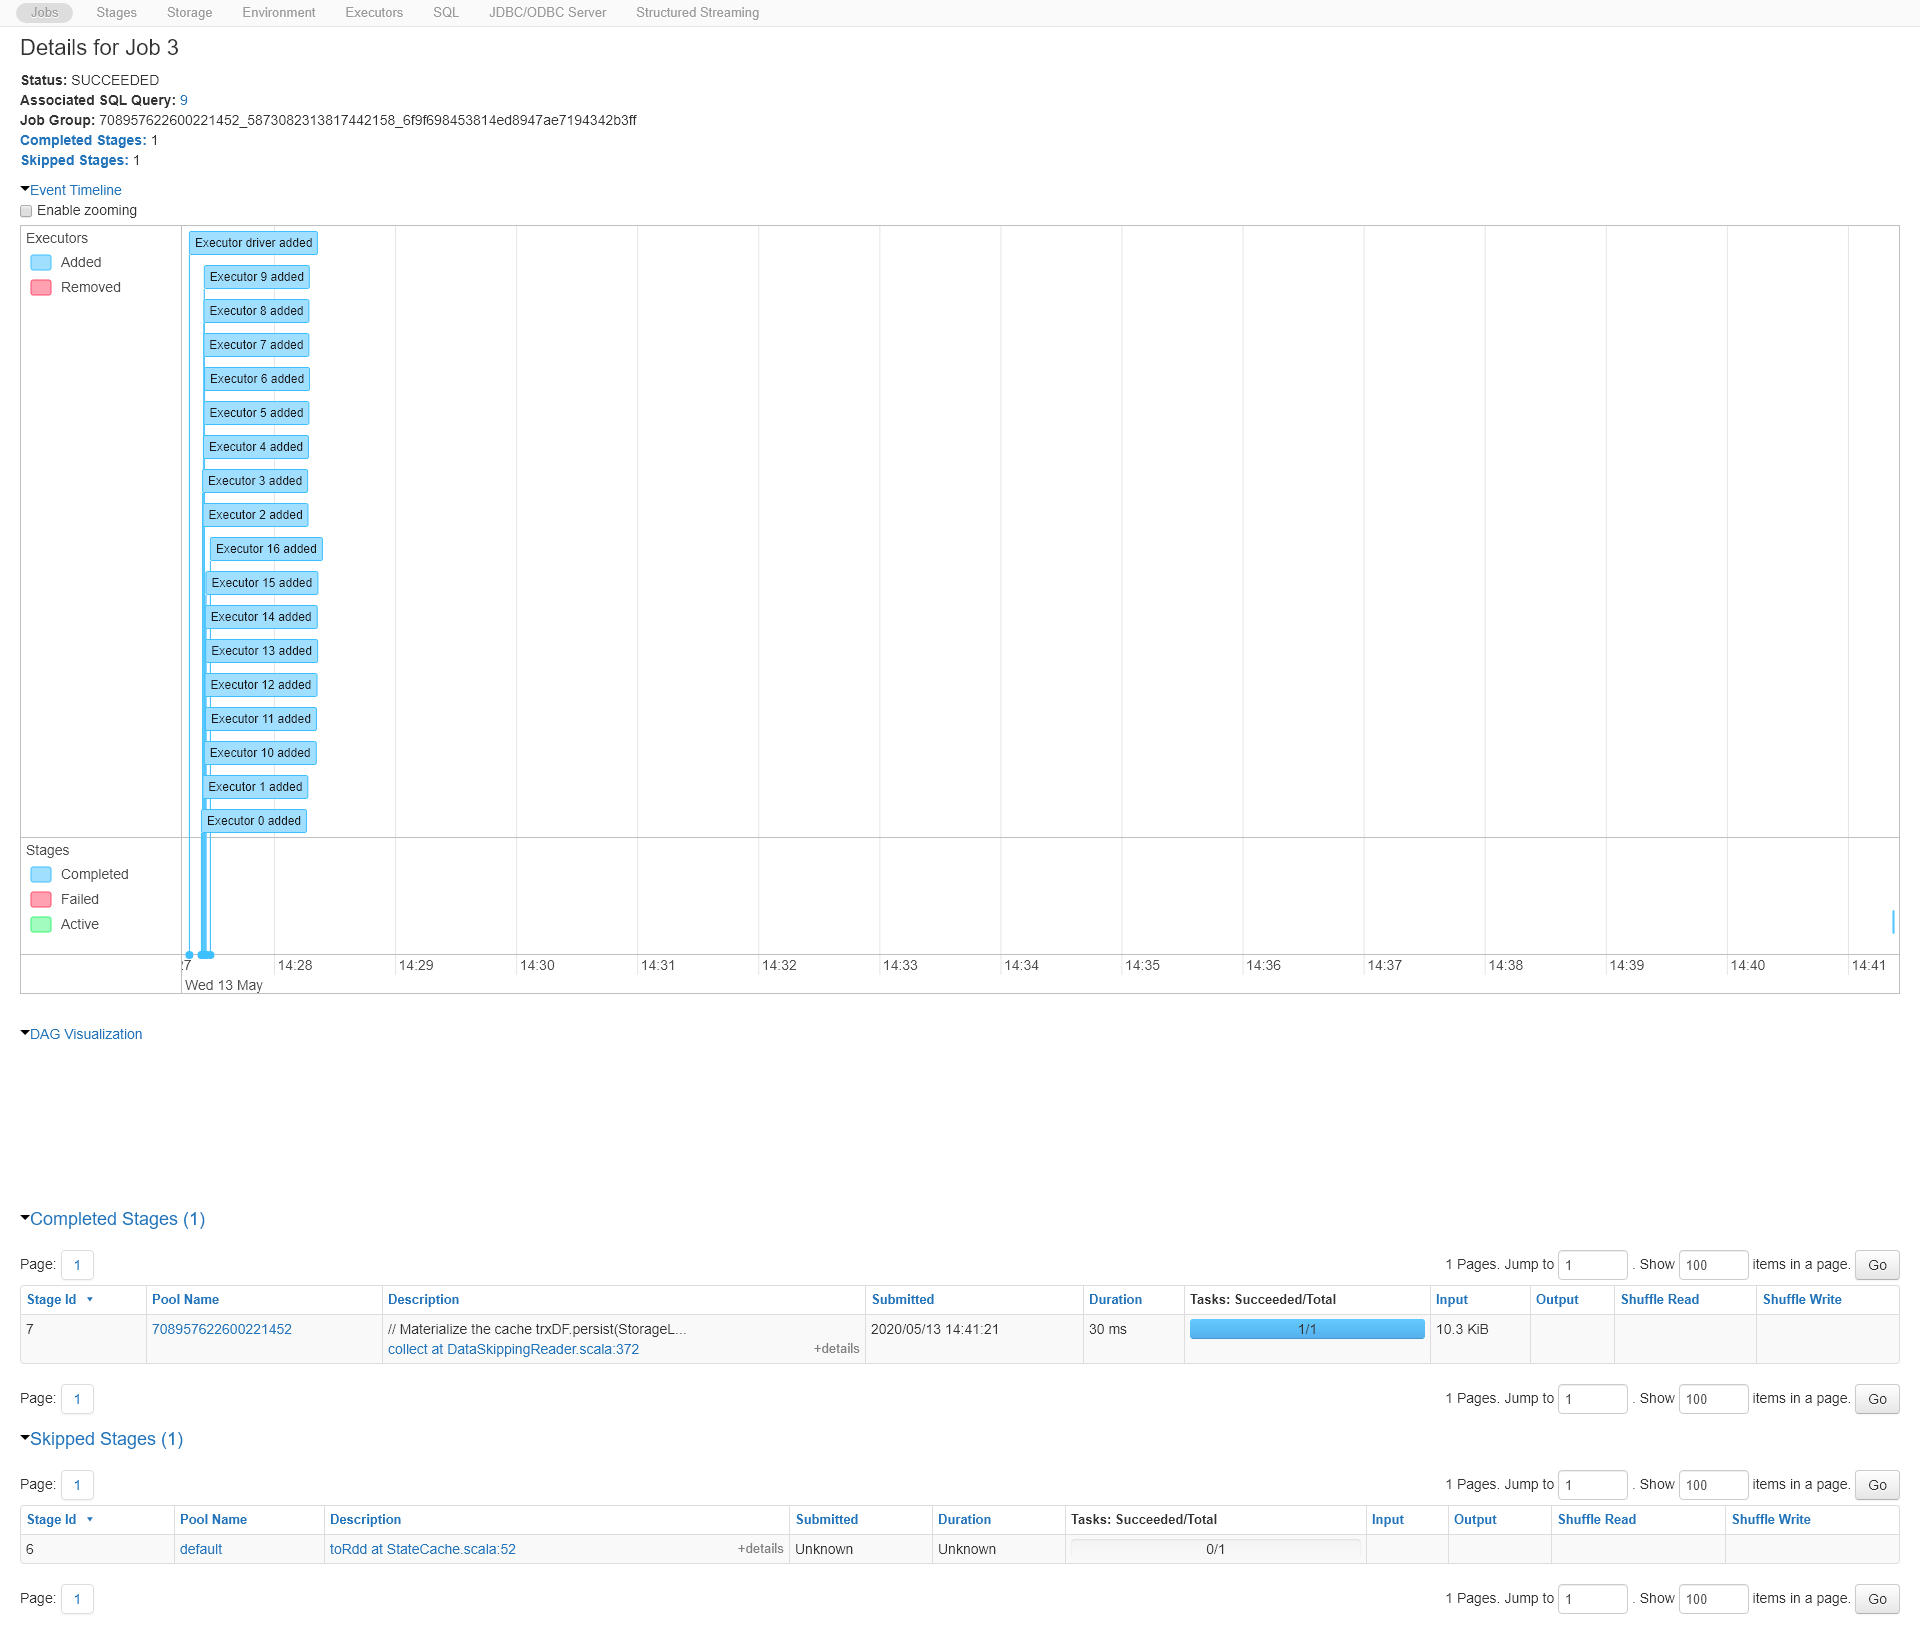 Jobs Stages Storage Environment Executors SQL JDBC/ODBC Server Structured Streaming
Details for Job 3
Status: SUCCEEDED
Associated SQL Query: 9
Job Group: 708957622600221452_5873082313817442158_6f9f698453814ed8947ae7194342b3ff
Completed Stages: 1
Skipped Stages: 1
Event Timeline
Enable zooming
Executors
Added
Removed
Executor driver added
Executor 9 added
Executor 8 added
Executor 7 added
Executor 6 added
Executor 5 added
Executor 4 added
Executor 3 added
Executor 2 added
Executor 16 added
Executor 15 added
Executor 14 added
Executor 13 added
Executor 12 added
Executor 11 added
Executor 10 added
Executor 1 added
Executor 0 added
Stages
Completed
Failed
Active
:7 14:28 14:29 14:30 14:31 14:32 14:33 14:34 14:35 14:36 14:37 14:38 14:39 14:40 14:41
Wed 13 May
DAG Visualization
Completed Stages (1)
Page: 1 1 Pages. Jump to 1 . Show 100 items in a page. Go
Stage Id Pool Name Description Submitted Duration Tasks: Succeeded/Total Input Output Shuffle Read Shuffle Write
7 708957622600221452 // Materialize the cache trxDF.persist(StorageL... 2020/05/13 14:41:21 30 ms 1/1 10.3 KiB
collect at DataSkippingReader.scala:372 +details
Page: 1 1 Pages. Jump to 1 . Show 100 items in a page. Go
Skipped Stages (1)
Page: 1 1 Pages. Jump to 1 . Show 100 items in a page. Go
Stage Id Pool Name Description Submitted Duration Tasks: Succeeded/Total Input Output Shuffle Read Shuffle Write
6 default toRdd at StateCache.scala:52 +details Unknown Unknown 0/1
Page: 1 1 Pages. Jump to 1 . Show 100 items in a page. Go